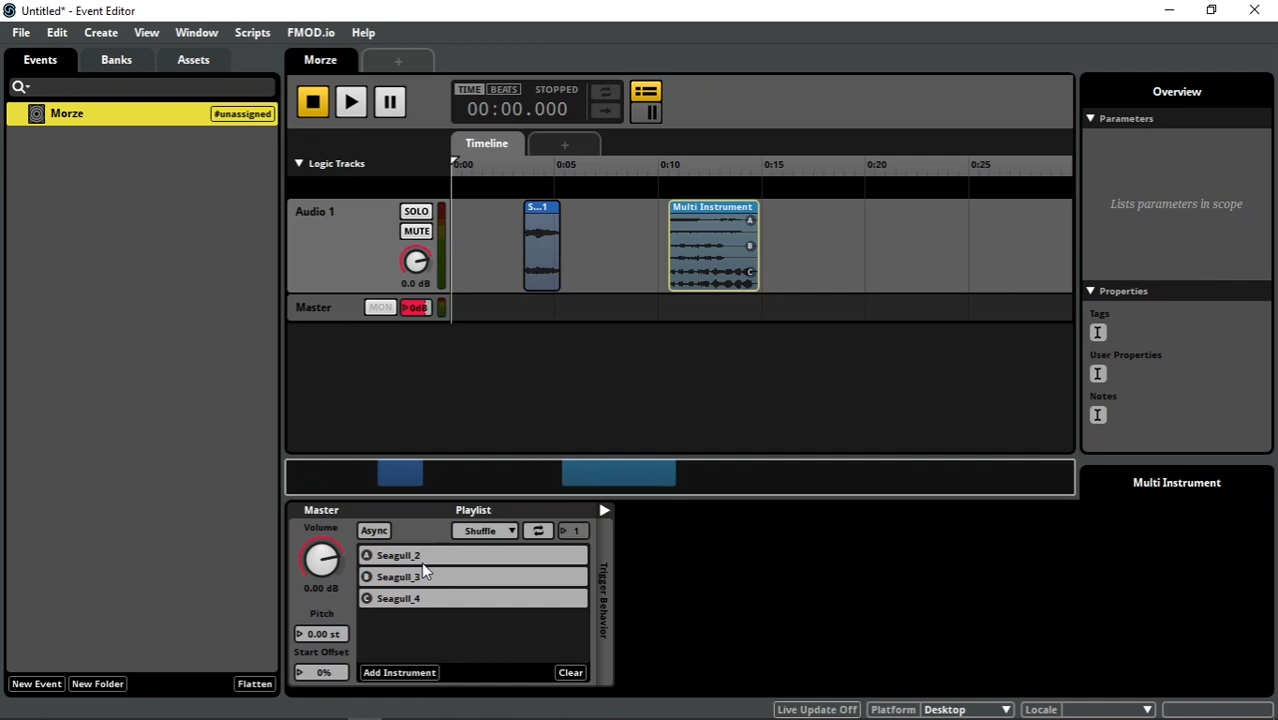 Untitled* - Event Editor
File Edit Create View Window Scripts FMOD.io Help
Events Banks Assets
Morze #unassigned
New Event New Folder Flatten
Morze +
TIME BEATS STOPPED
00:00.000
Timeline +
Logic Tracks 0:00 0:05 0:10 0:15 0:20 0:25
Audio 1 SOLO
MUTE
0.0 dB
S...1
Multi Instrument
A
B
C
Master MON 0dB
Overview
Parameters
Lists parameters in scope
Properties
Tags
User Properties
Notes
Multi Instrument
Master Playlist
Volume Async Shuffle 1
0.00 dB
Pitch
0.00 st
Start Offset
0%
A Seagull_2
B Seagull_3
C Seagull_4
Add Instrument Clear
Trigger Behavior
Live Update Off Platform Desktop Locale